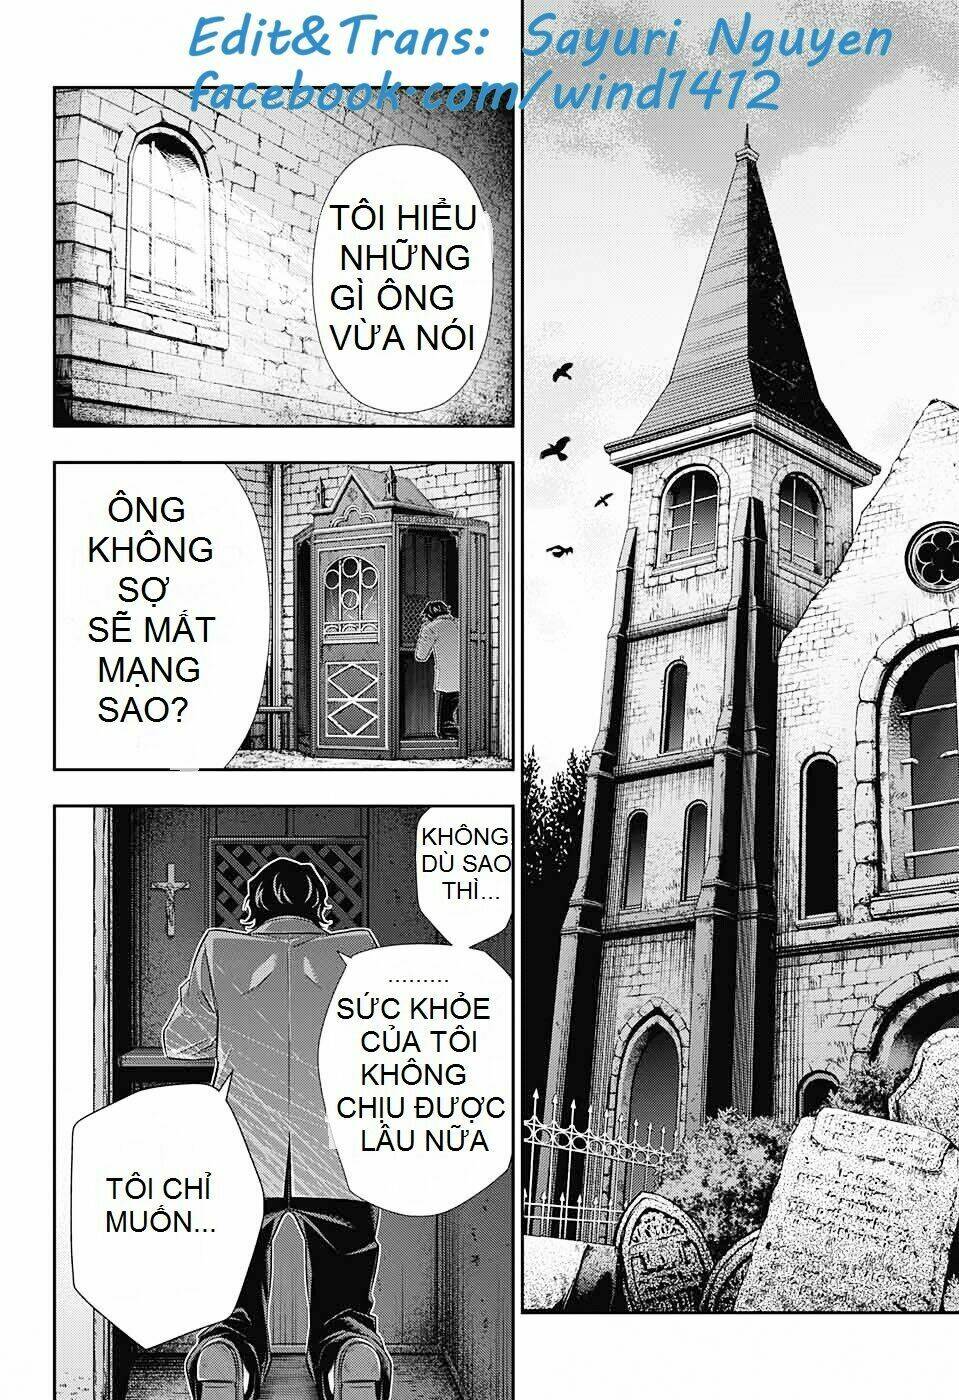 Edit&Trans: Sayuri Nguyen
facebook.com/wind1412
TÔI HIỂU
NHỮNG
GÌ ÔNG
VỪA NÓI
ÔNG
KHÔNG
SỢ
SẼ MẤT
MẠNG
SAO?
KHÔNG,
DÙ SAO
THÌ...
.........
SỨC KHỎE
CỦA TÔI
KHÔNG
CHỊU ĐƯỢC
LÂU NỮA
TÔI CHỈ
MUỐN...